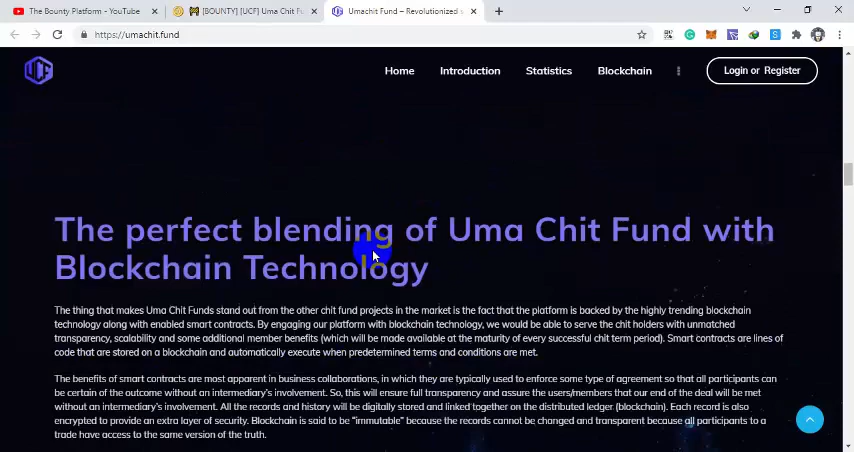 The Bounty Platform - YouTube
[BOUNTY] [UCF] Uma Chit Fu
Umachit Fund – Revolutionized
https://umachit.fund
UCF
Home Introduction Statistics Blockchain Login or Register
The perfect blending of Uma Chit Fund with
Blockchain Technology
The thing that makes Uma Chit Funds stand out from the other chit fund projects in the market is the fact that the platform is backed by the highly trending blockchain
technology along with enabled smart contracts. By engaging our platform with blockchain technology, we would be able to serve the chit holders with unmatched
transparency, scalability and some additional member benefits (which will be made available at the maturity of every successful chit term period). Smart contracts are lines of
code that are stored on a blockchain and automatically execute when predetermined terms and conditions are met.
The benefits of smart contracts are most apparent in business collaborations, in which they are typically used to enforce some type of agreement so that all participants can
be certain of the outcome without an intermediary's involvement. So, this will ensure full transparency and assure the users/members that our end of the deal will be met
without an intermediary's involvement. All the records and history will be digitally stored and linked together on the distributed ledger (blockchain). Each record is also
encrypted to provide an extra layer of security. Blockchain is said to be "immutable" because the records cannot be changed and transparent because all participants to a
trade have access to the same version of the truth.